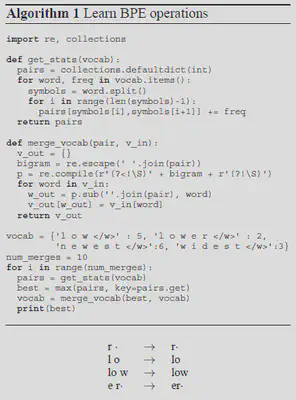 Algorithm 1 Learn BPE operations
import re, collections
def get_stats(vocab):
  pairs = collections.defaultdict(int)
  for word, freq in vocab.items():
    symbols = word.split()
    for i in range(len(symbols)-1):
      pairs[symbols[i],symbols[i+1]] += freq
  return pairs
def merge_vocab(pair, v_in):
  v_out = {}
  bigram = re.escape(' '.join(pair))
  p = re.compile(r'(?<!\S)' + bigram + r'(?!\S)')
  for word in v_in:
    w_out = p.sub(''.join(pair), word)
    v_out[w_out] = v_in[word]
  return v_out
vocab = {'l o w </w>' : 5, 'l o w e r </w>' : 2,
         'n e w e s t </w>':6, 'w i d e s t </w>':3}
num_merges = 10
for i in range(num_merges):
  pairs = get_stats(vocab)
  best = max(pairs, key=pairs.get)
  vocab = merge_vocab(best, vocab)
  print(best)
r · → r·
l o → lo
lo w → low
e r· → er·